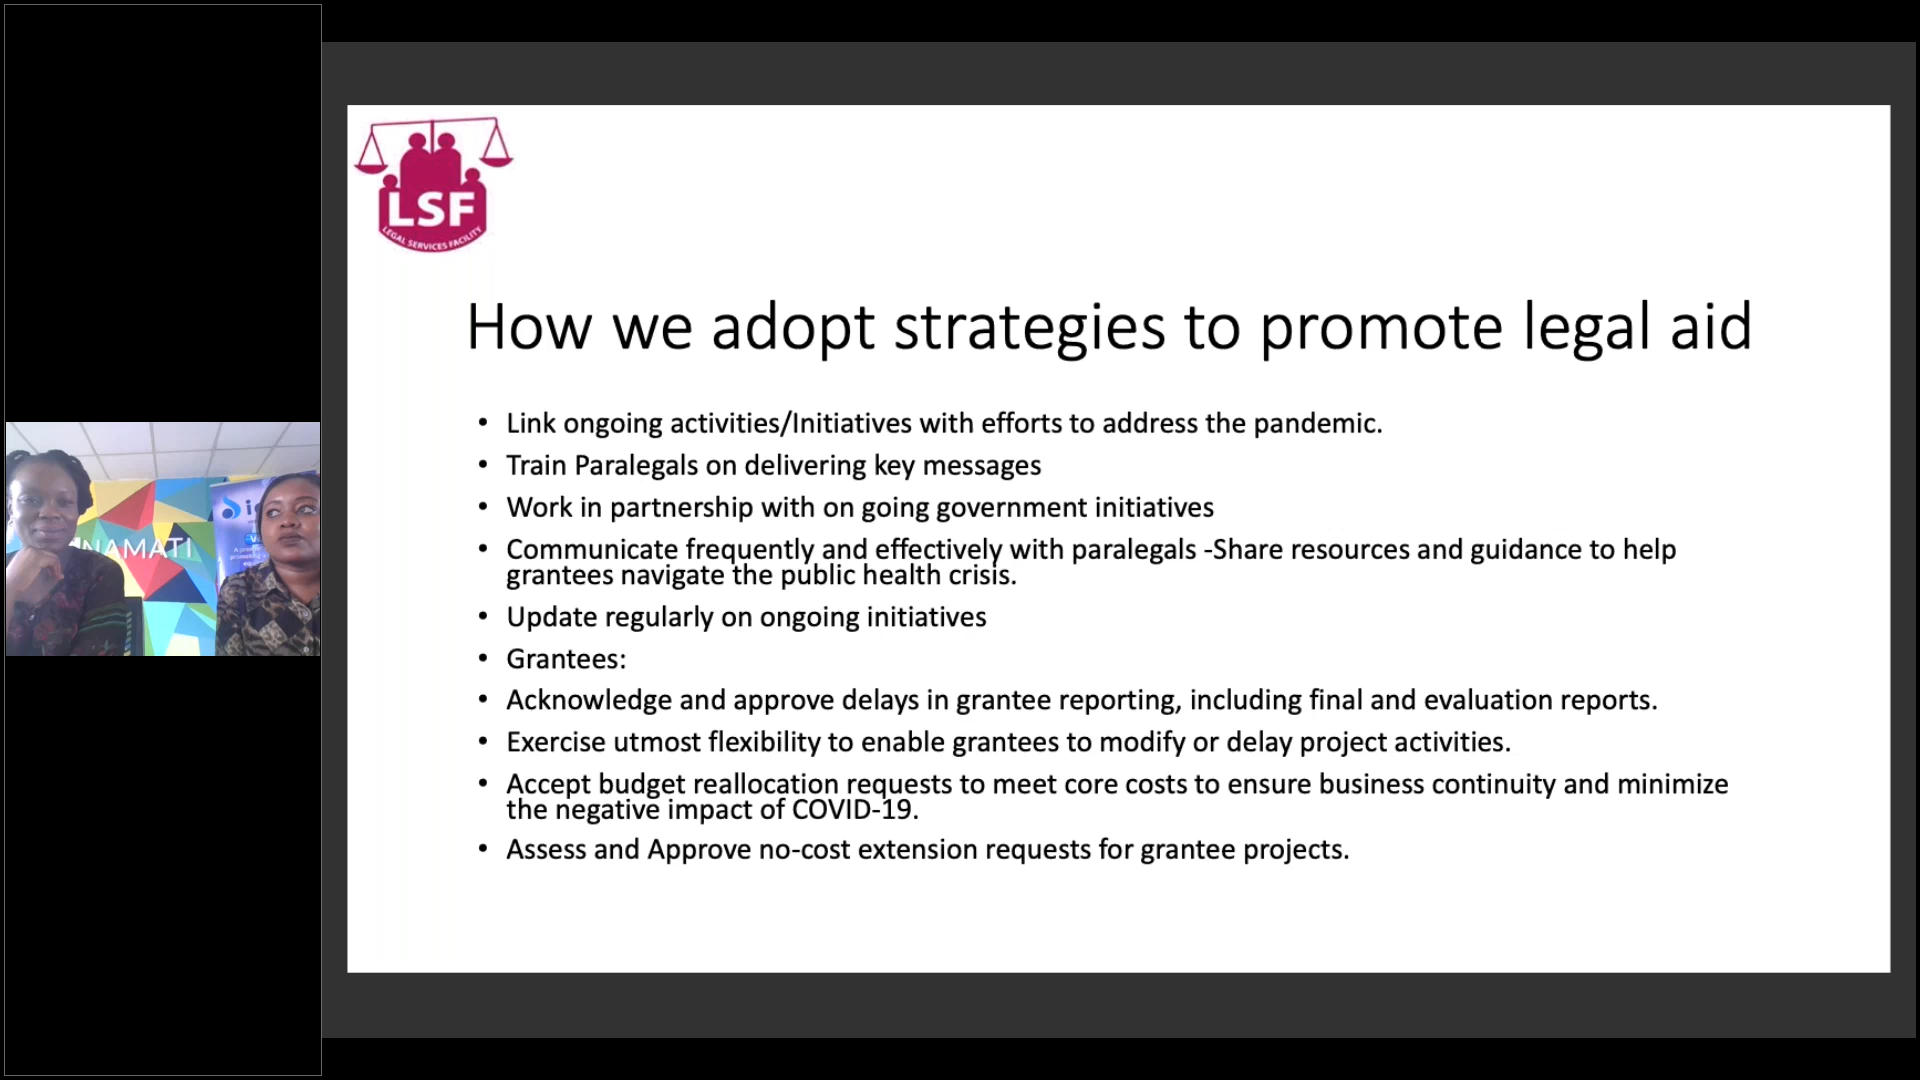 LSF
LEGAL SERVICES FACILITY
How we adopt strategies to promote legal aid
• Link ongoing activities/Initiatives with efforts to address the pandemic.
• Train Paralegals on delivering key messages
• Work in partnership with on going government initiatives
• Communicate frequently and effectively with paralegals -Share resources and guidance to help
grantees navigate the public health crisis.
• Update regularly on ongoing initiatives
• Grantees:
• Acknowledge and approve delays in grantee reporting, including final and evaluation reports.
• Exercise utmost flexibility to enable grantees to modify or delay project activities.
• Accept budget reallocation requests to meet core costs to ensure business continuity and minimize
the negative impact of COVID-19.
• Assess and Approve no-cost extension requests for grantee projects.
NAMATI